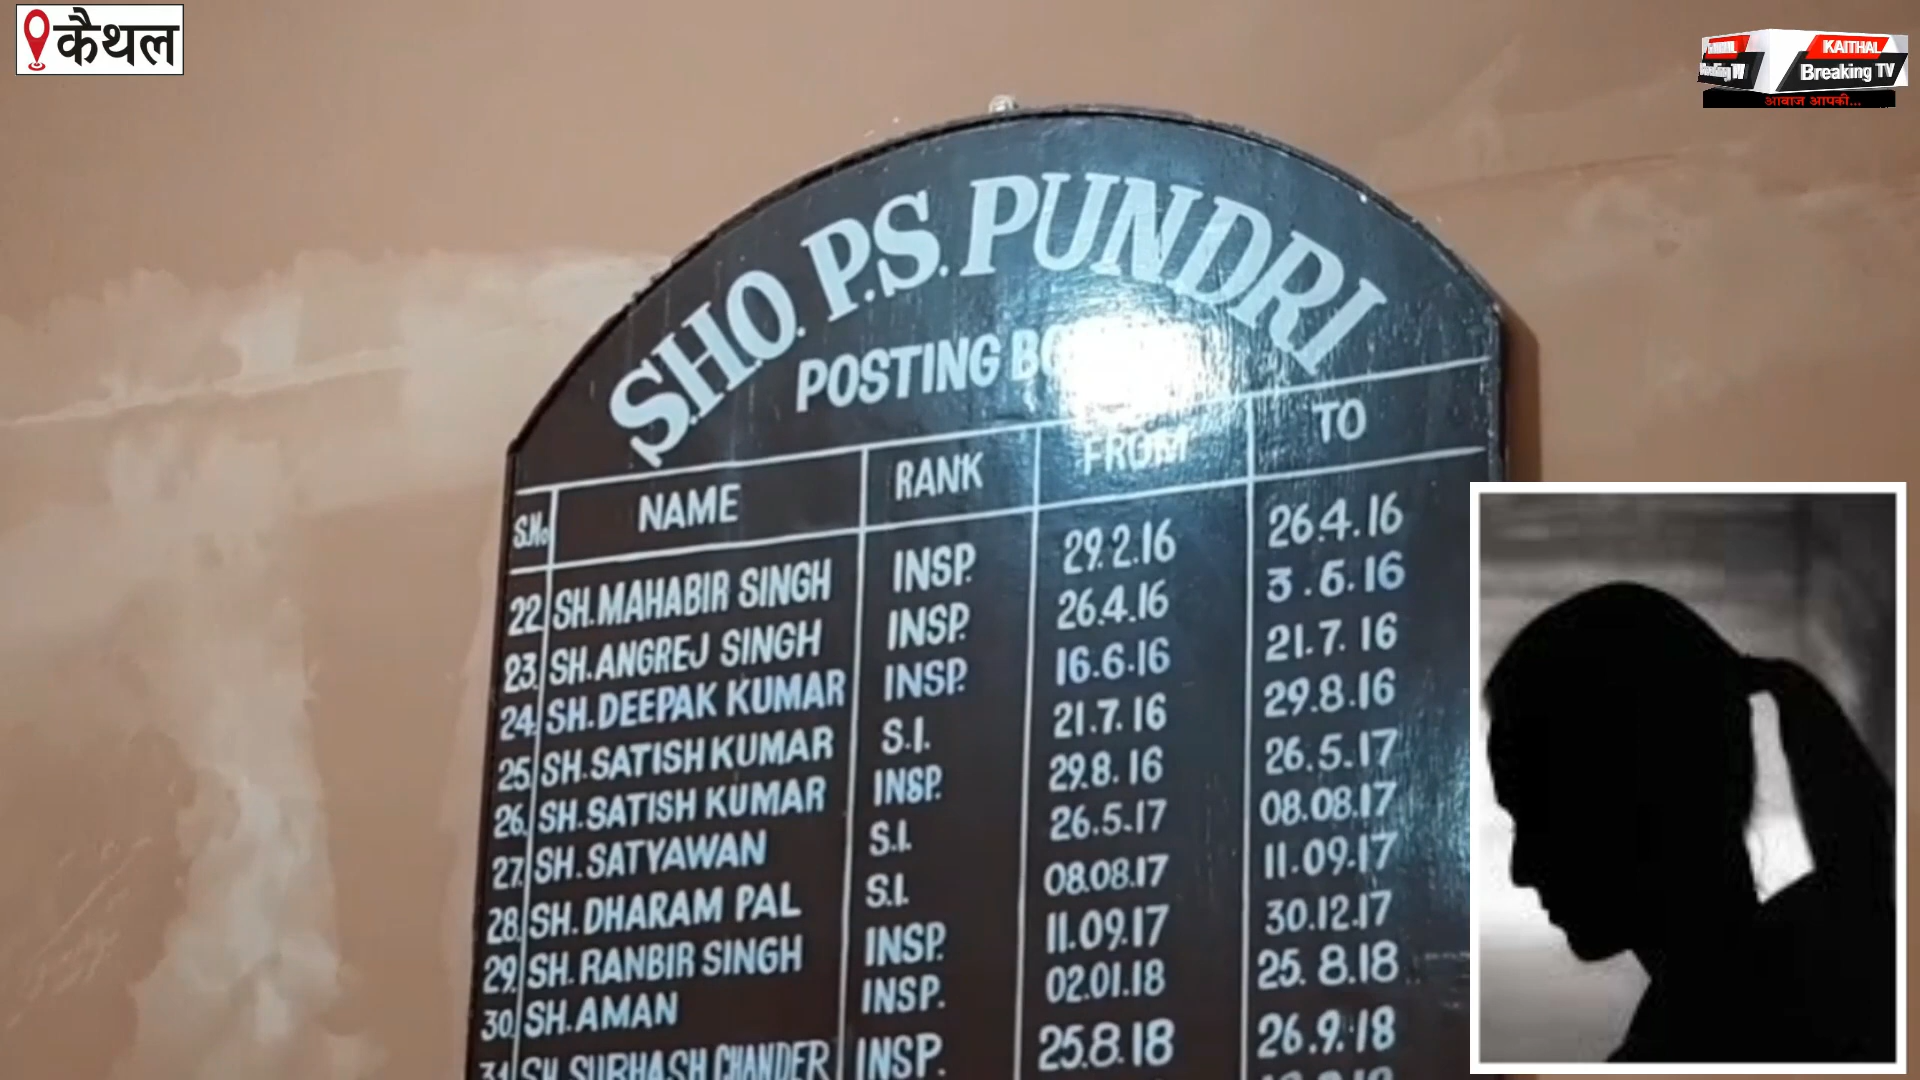 कैथल
KAITHAL
Breaking TV
आवाज आपकी...
S.H.O. P.S. PUNDRI
POSTING
S.No NAME RANK FROM TO
22. SH. MAHABIR SINGH INSP. 29.2.16 26.4.16
23. SH. ANGREJ SINGH INSP. 26.4.16 3.6.16
24. SH. DEEPAK KUMAR INSP. 16.6.16 21.7.16
25. SH. SATISH KUMAR S.I. 21.7.16 29.8.16
26. SH. SATISH KUMAR INSP. 29.8.16 26.5.17
27. SH. SATYAWAN S.I. 26.5.17 08.08.17
28. SH. DHARAM PAL S.I. 08.08.17 11.09.17
29. SH. RANBIR SINGH INSP. 11.09.17 30.12.17
30. SH. AMAN INSP. 02.01.18 25.8.18
31 SH. SUBHASH CHANDER INSP. 25.8.18 26.9.18